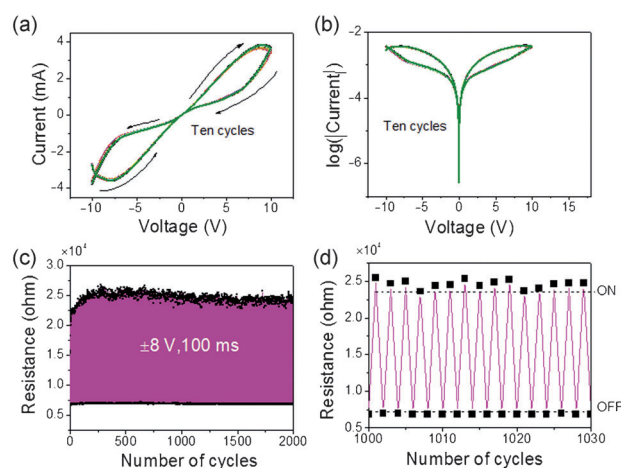 (a)
4
2
0
-2
-4
Current (mA)
Ten cycles
-10 -5 0 5 10
Voltage (V)
(b)
-2
-4
-6
log(|Current|)
Ten cycles
-10 -5 0 5 10 15
Voltage (V)
(c)
×10⁴
3.0
2.5
2.0
1.5
1.0
0.5
Resistance (ohm)
±8 V,100 ms
0 500 1000 1500 2000
Number of cycles
(d)
×10⁴
2.5
2.0
1.5
1.0
0.5
Resistance (ohm)
ON
OFF
1000 1010 1020 1030
Number of cycles